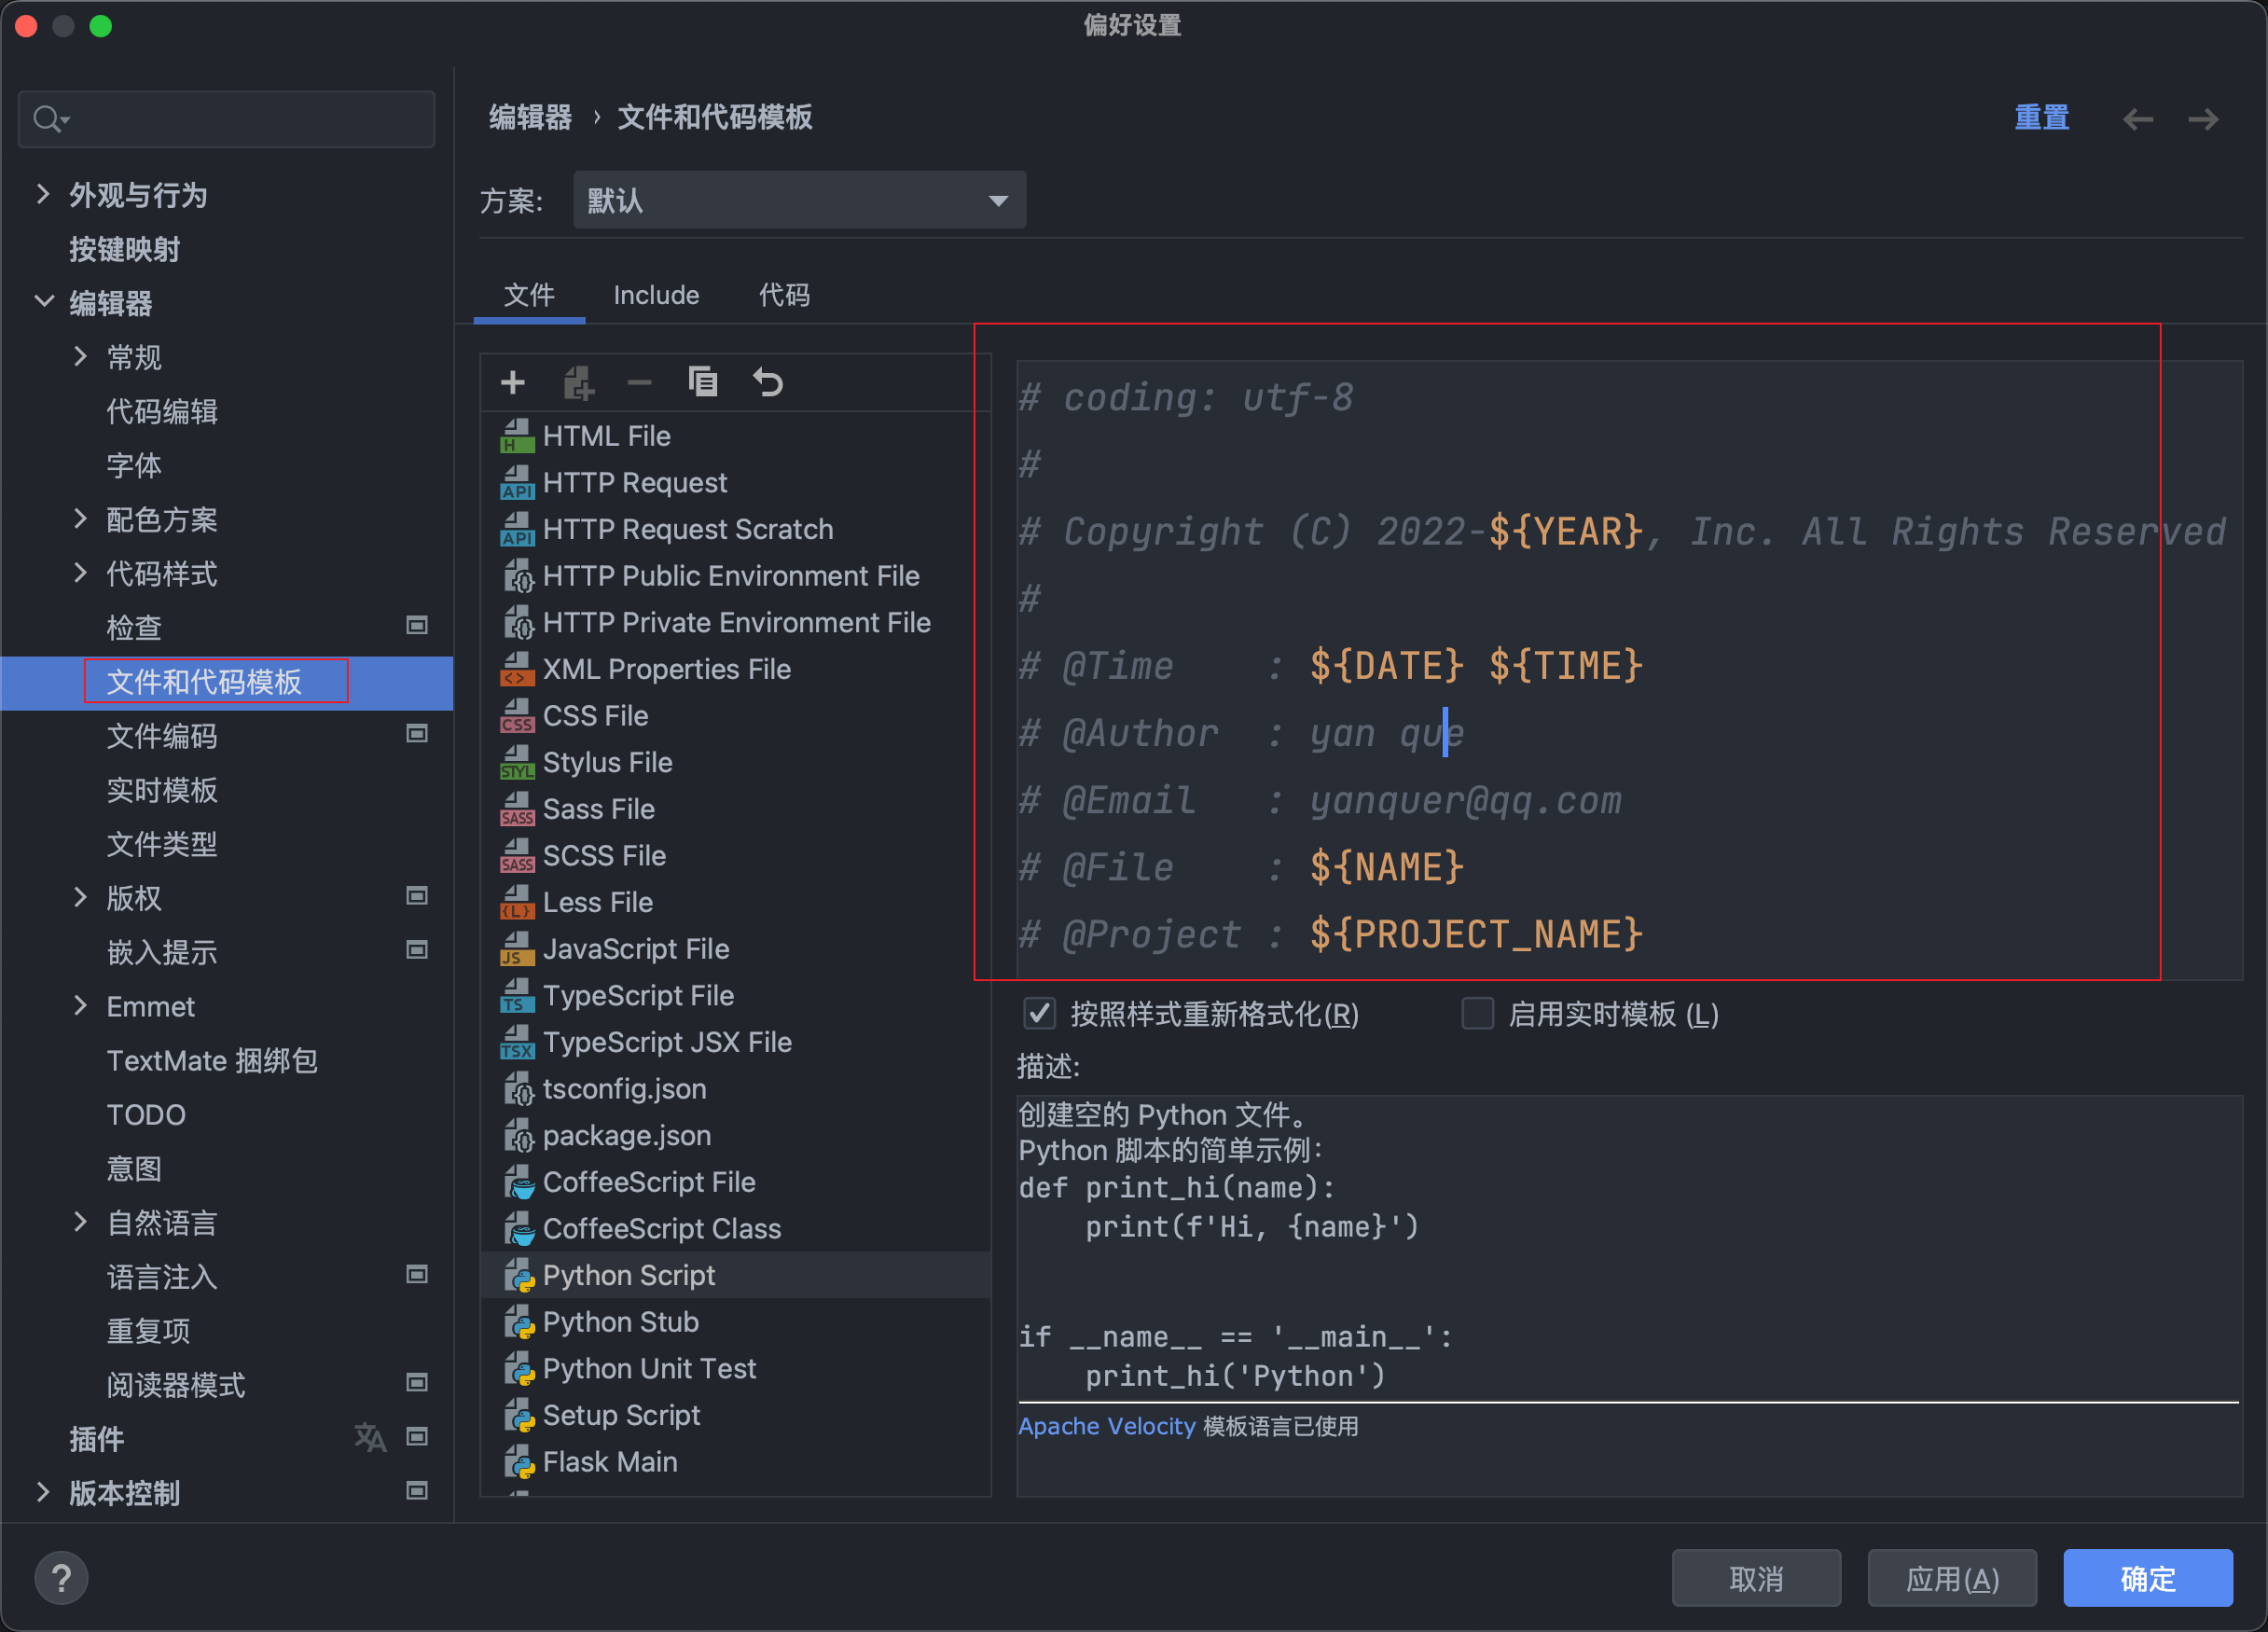 偏好设置
外观与行为
按键映射
编辑器
常规
代码编辑
字体
配色方案
代码样式
检查
文件和代码模板
文件编码
实时模板
文件类型
版权
嵌入提示
Emmet
TextMate 捆绑包
TODO
意图
自然语言
语言注入
重复项
阅读器模式
插件
版本控制
编辑器 › 文件和代码模板
重置
方案: 默认
文件 Include 代码
HTML File
HTTP Request
HTTP Request Scratch
HTTP Public Environment File
HTTP Private Environment File
XML Properties File
CSS File
Stylus File
Sass File
SCSS File
Less File
JavaScript File
TypeScript File
TypeScript JSX File
tsconfig.json
package.json
CoffeeScript File
CoffeeScript Class
Python Script
Python Stub
Python Unit Test
Setup Script
Flask Main
# coding: utf-8
#
# Copyright (C) 2022-${YEAR}, Inc. All Rights Reserved
#
# @Time    : ${DATE} ${TIME}
# @Author  : yan que
# @Email   : yanquer@qq.com
# @File    : ${NAME}
# @Project : ${PROJECT_NAME}
按照样式重新格式化(R) 启用实时模板 (L)
描述:
创建空的 Python 文件。
Python 脚本的简单示例：
def print_hi(name):
    print(f'Hi, {name}')
if __name__ == '__main__':
    print_hi('Python')
Apache Velocity 模板语言已使用
? 取消 应用(A) 确定